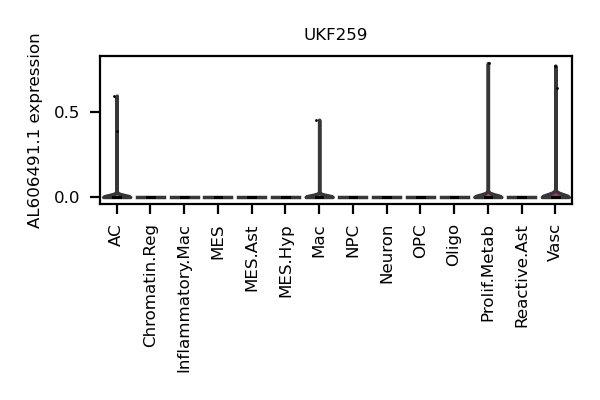 UKF259
AL606491.1 expression
0.5
0.0
AC
Chromatin.Reg
Inflammatory.Mac
MES
MES.Ast
MES.Hyp
Mac
NPC
Neuron
OPC
Oligo
Prolif.Metab
Reactive.Ast
Vasc